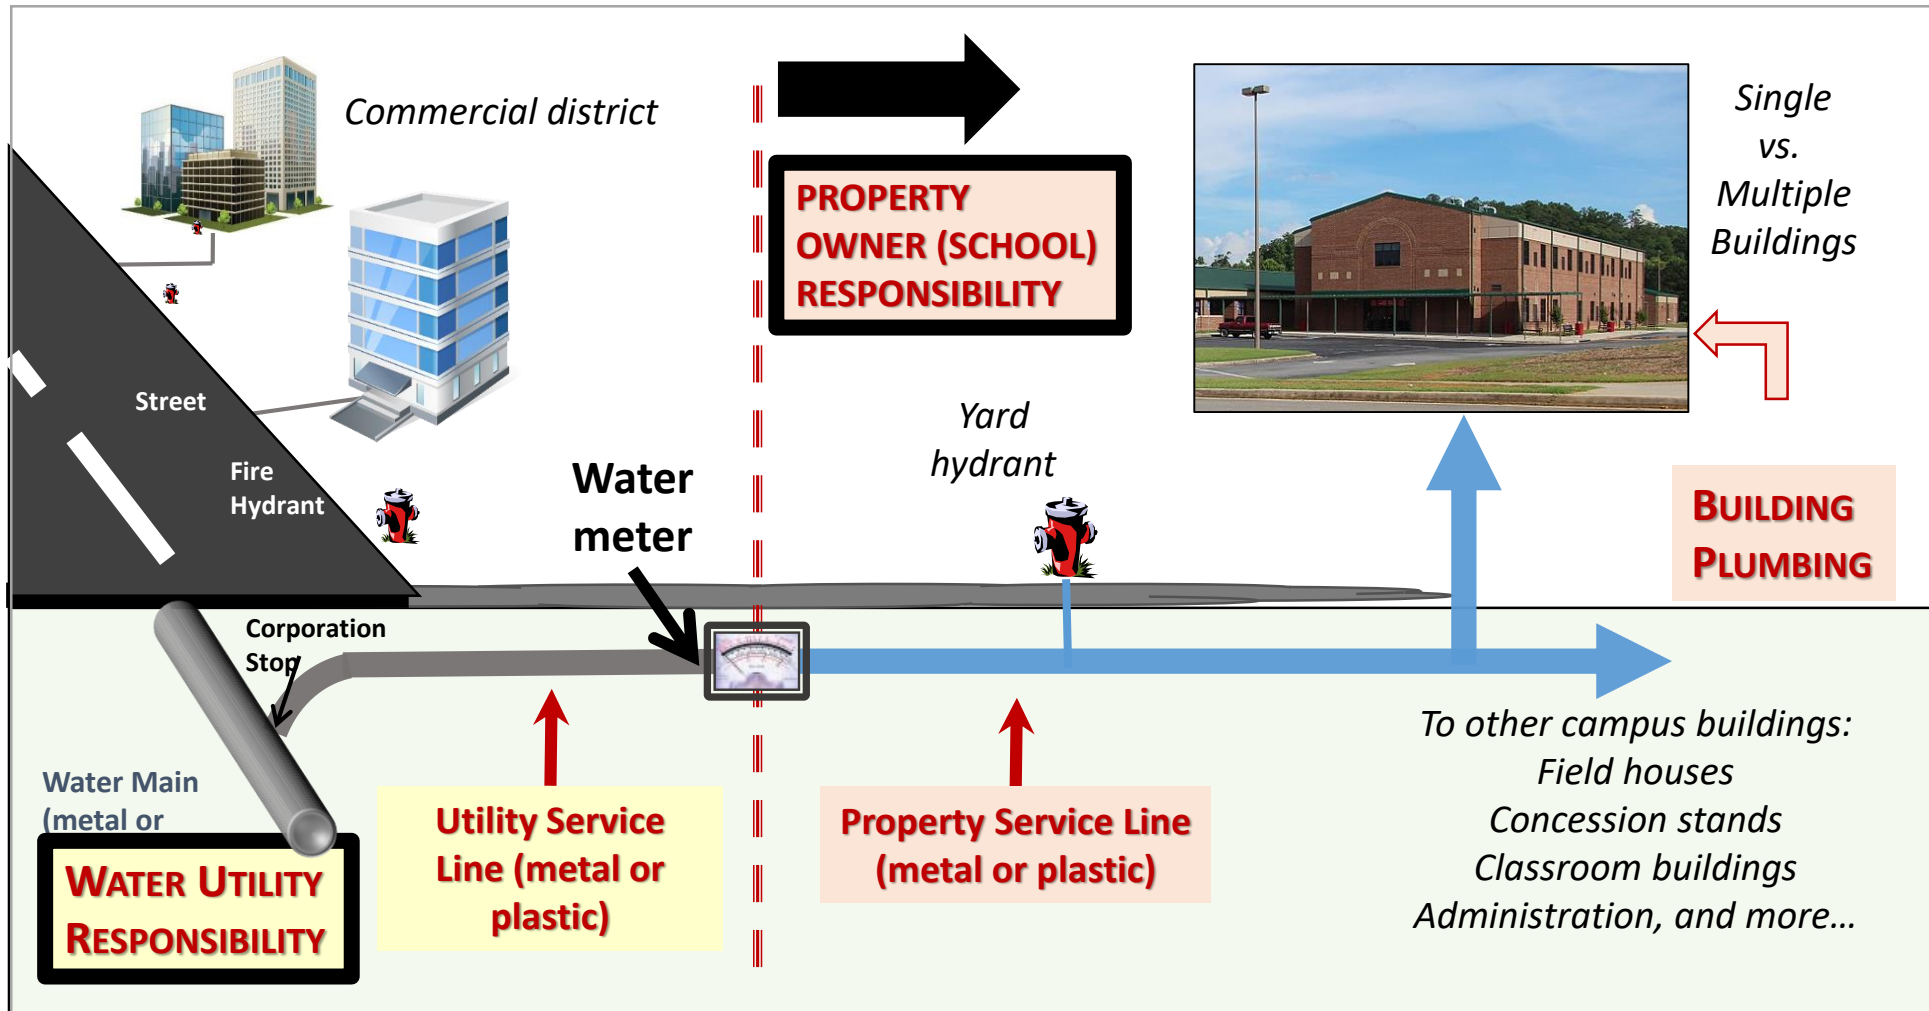 Commercial district
PROPERTY
OWNER (SCHOOL)
RESPONSIBILITY
Single
vs.
Multiple
Buildings
Street
Fire
Hydrant
Water
meter
Yard
hydrant
BUILDING
PLUMBING
Corporation
Stop
Water Main
(metal or
WATER UTILITY
RESPONSIBILITY
Utility Service
Line (metal or
plastic)
Property Service Line
(metal or plastic)
To other campus buildings:
Field houses
Concession stands
Classroom buildings
Administration, and more...